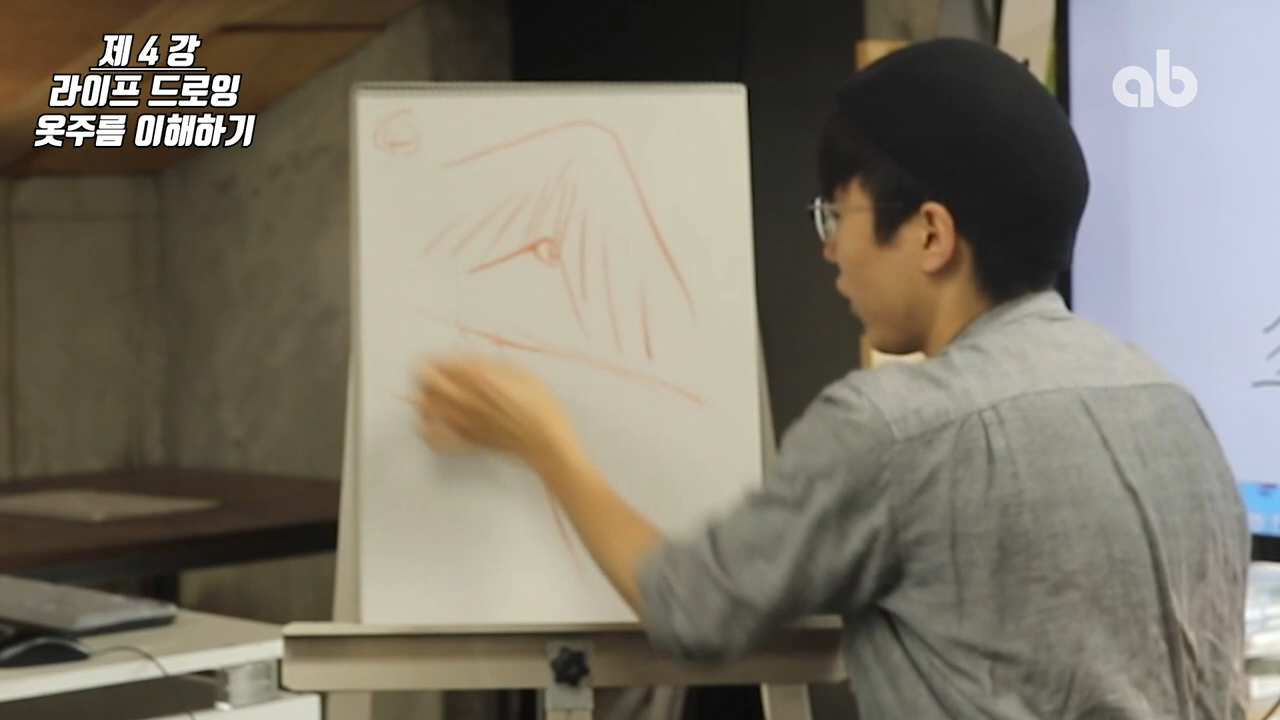 제 4 강
라이프 드로잉
옷주름 이해하기
ab